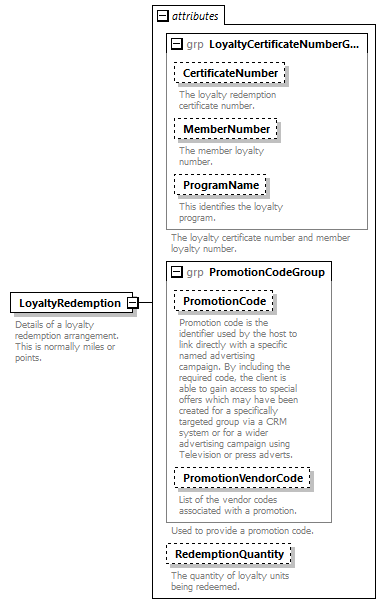 attributes
grp LoyaltyCertificateNumberG...
CertificateNumber
The loyalty redemption
certificate number.
MemberNumber
The member loyalty
number.
ProgramName
This identifies the loyalty
program.
The loyalty certificate number and member
loyalty number.
LoyaltyRedemption
Details of a loyalty
redemption arrangement.
This is normally miles or
points.
grp PromotionCodeGroup
PromotionCode
Promotion code is the
identifier used by the host to
link directly with a specific
named advertising
campaign. By including the
required code, the client is
able to gain access to special
offers which may have been
created for a specifically
targeted group via a CRM
system or for a wider
advertising campaign using
Television or press adverts.
PromotionVendorCode
List of the vendor codes
associated with a promotion.
Used to provide a promotion code.
RedemptionQuantity
The quantity of loyalty units
being redeemed.